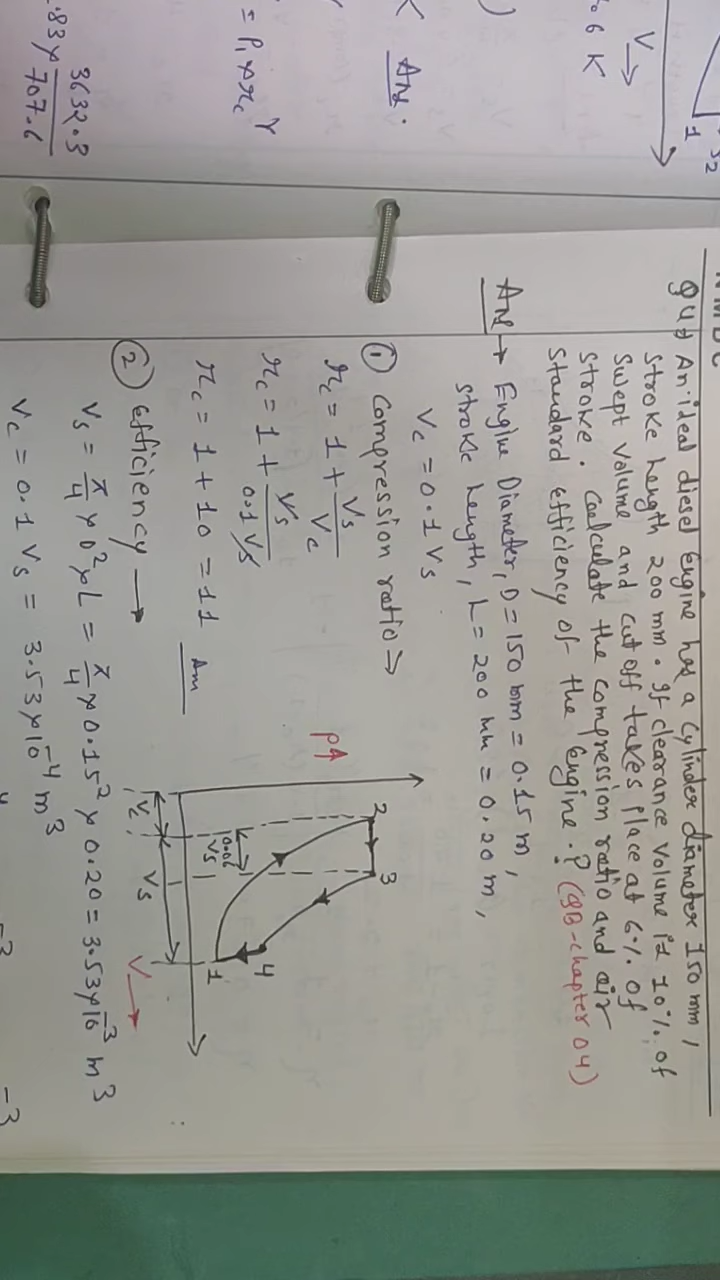 V →
1
2
.6 K
Ans.
= P₁ × r_c^γ
3632.3
.83 × 707.6
Q4) An ideal diesel engine has a cylinder diameter 150 mm,
Stroke length 200 mm. If clearance volume is 10% of
Swept volume and cut off takes place at 6% of
Stroke. Calculate the compression ratio and air
Standard efficiency of the engine.? (QB-chapter 04)
Ans → Engine Diameter, D = 150 mm = 0.15 m,
Stroke length, L = 200 mm = 0.20 m,
Vc = 0.1 Vs
① Compression ratio →
r_c = 1 + Vs/Vc
r_c = 1 + Vs/0.1 Vs
r_c = 1 + 10 = 11 Ans
P↑
2
3
4
1
0.06 Vs
Vc
Vs
V →
② Efficiency →
Vs = π/4 × D² × L = π/4 × 0.15² × 0.20 = 3.53 × 10⁻³ m³
Vc = 0.1 Vs = 3.53 × 10⁻⁴ m³